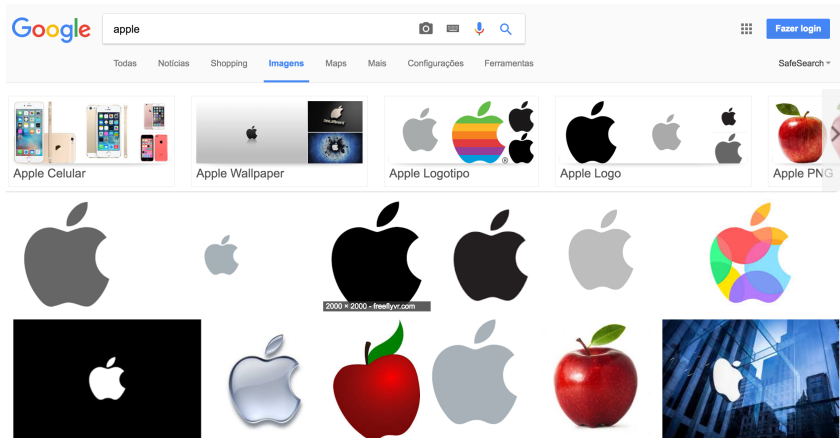 Google
apple
Fazer login
Todas Notícias Shopping Imagens Maps Mais Configurações Ferramentas SafeSearch
Apple Celular Apple Wallpaper Apple Logotipo Apple Logo Apple PNG
2000 × 2000 - freeflyvr.com